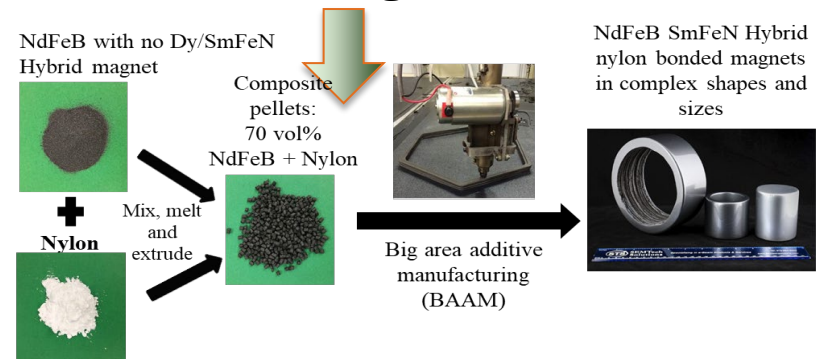 NdFeB with no Dy/SmFeN
Hybrid magnet
Nylon
Mix, melt
and
extrude
Composite
pellets:
70 vol%
NdFeB + Nylon
Big area additive
manufacturing
(BAAM)
NdFeB SmFeN Hybrid
nylon bonded magnets
in complex shapes and
sizes